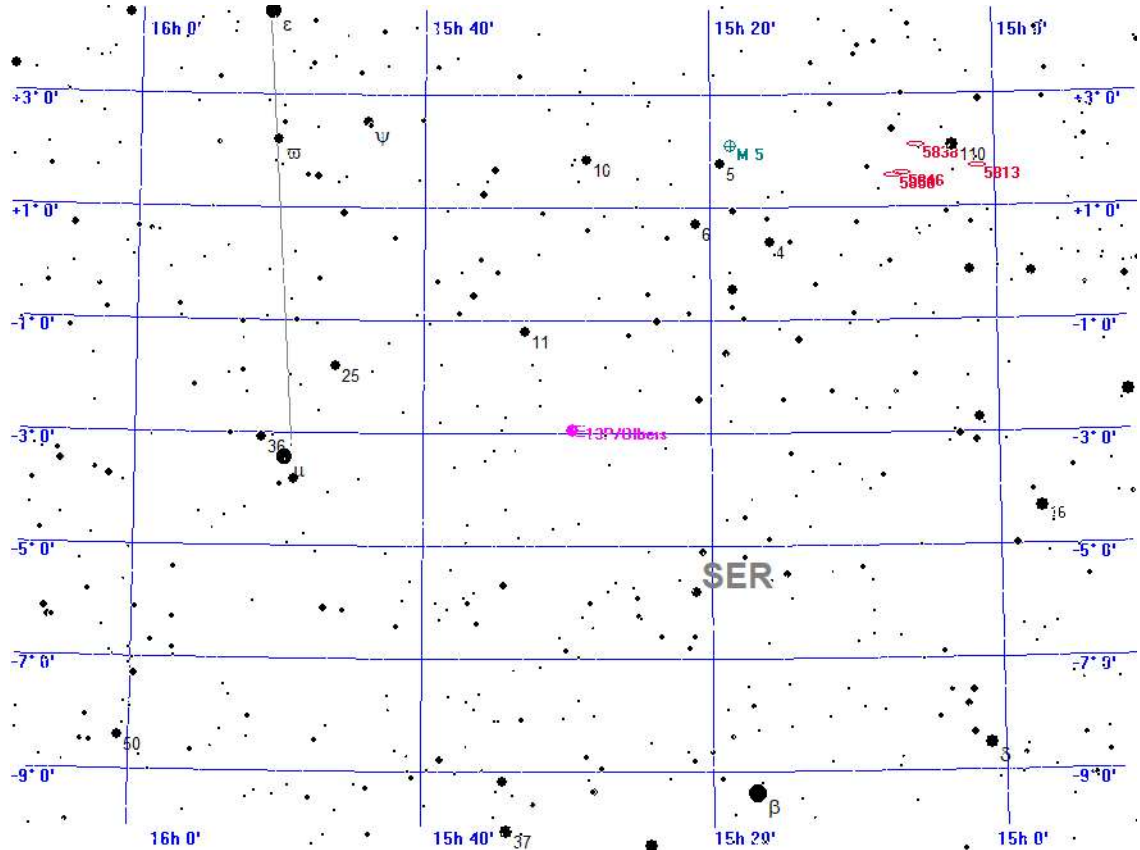 16h 0' ε 15h 40' 15h 20' 15h 0'
+3° 0' +3° 0'
ψ
ϖ 10 M 5 5 5838 110 5813
5846
+1° 0' +1° 0'
6 4
-1° 0' 11 -1° 0'
25
-3° 0' 36 13P/Olbers -3° 0'
μ
16
-5° 0' -5° 0'
SER
-7° 0' -7° 0'
50 δ
-9° 0' -9° 0'
β
16h 0' 15h 40' 37 15h 20' 15h 0'